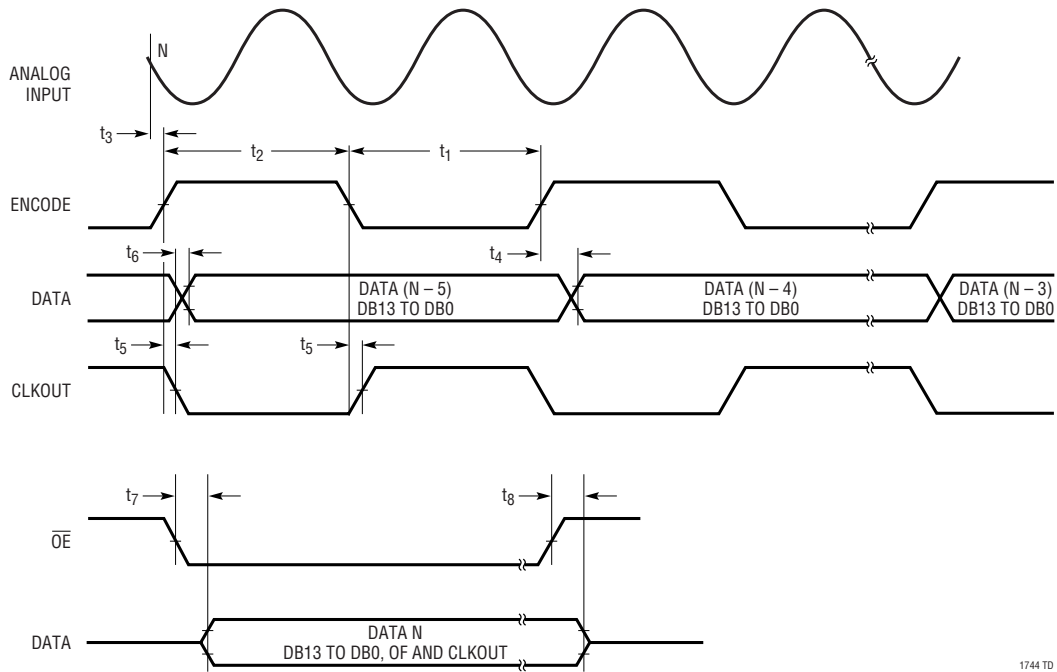 N
ANALOG
INPUT
t3
t2
t1
ENCODE
t6
t4
DATA
DATA (N – 5)
DB13 TO DB0
DATA (N – 4)
DB13 TO DB0
DATA (N – 3)
DB13 TO DB0
t5
t5
CLKOUT
t7
t8
OE
DATA
DATA N
DB13 TO DB0, OF AND CLKOUT
1744 TD